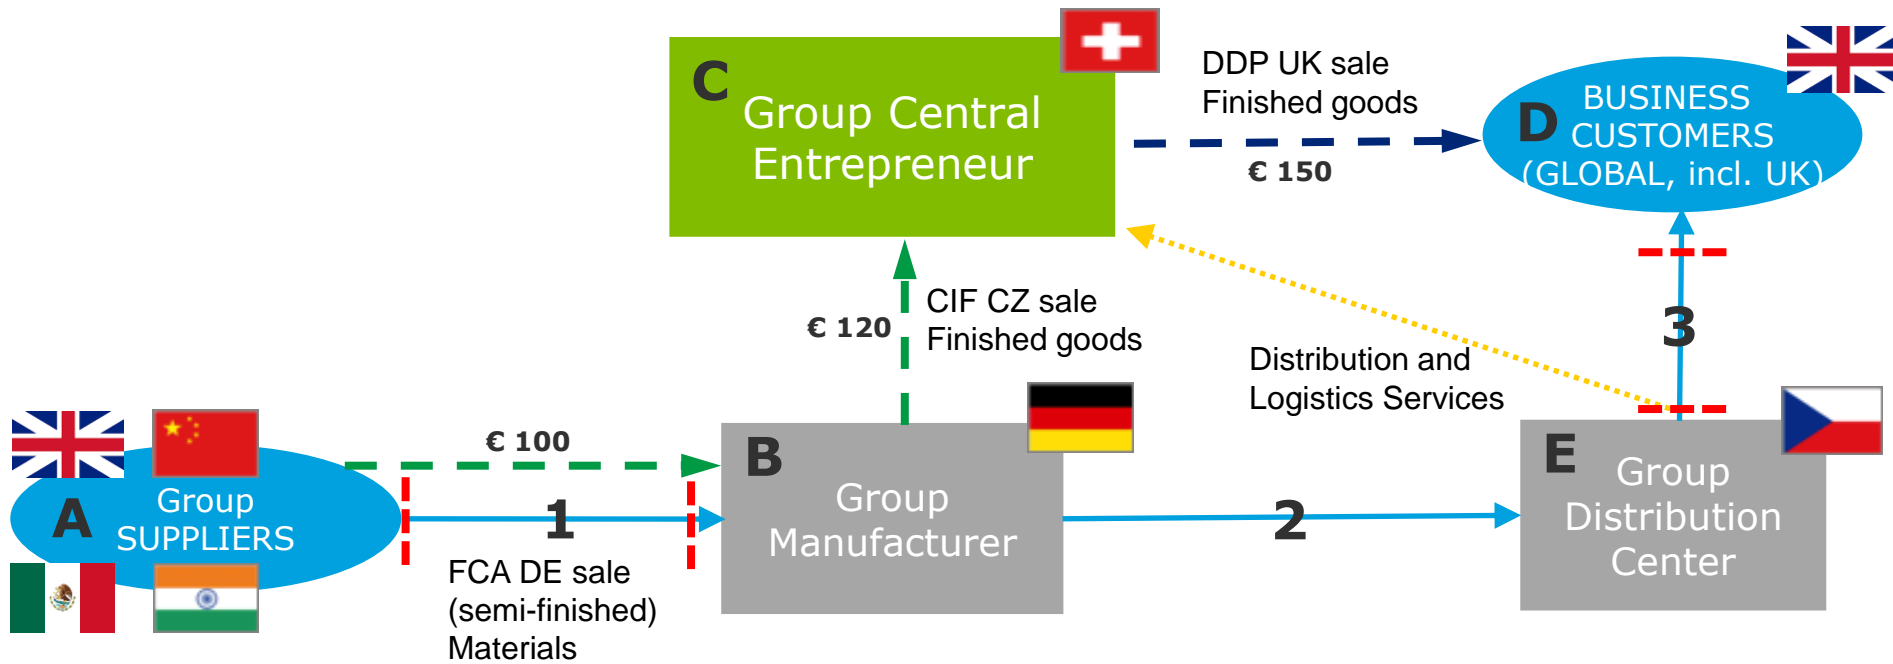 C
Group Central
Entrepreneur
DDP UK sale
Finished goods
€ 150
D
BUSINESS
CUSTOMERS
(GLOBAL, incl. UK)
€ 120
CIF CZ sale
Finished goods
3
Distribution and
Logistics Services
€ 100
A
Group
SUPPLIERS
1
FCA DE sale
(semi-finished)
Materials
B
Group
Manufacturer
2
E
Group
Distribution
Center